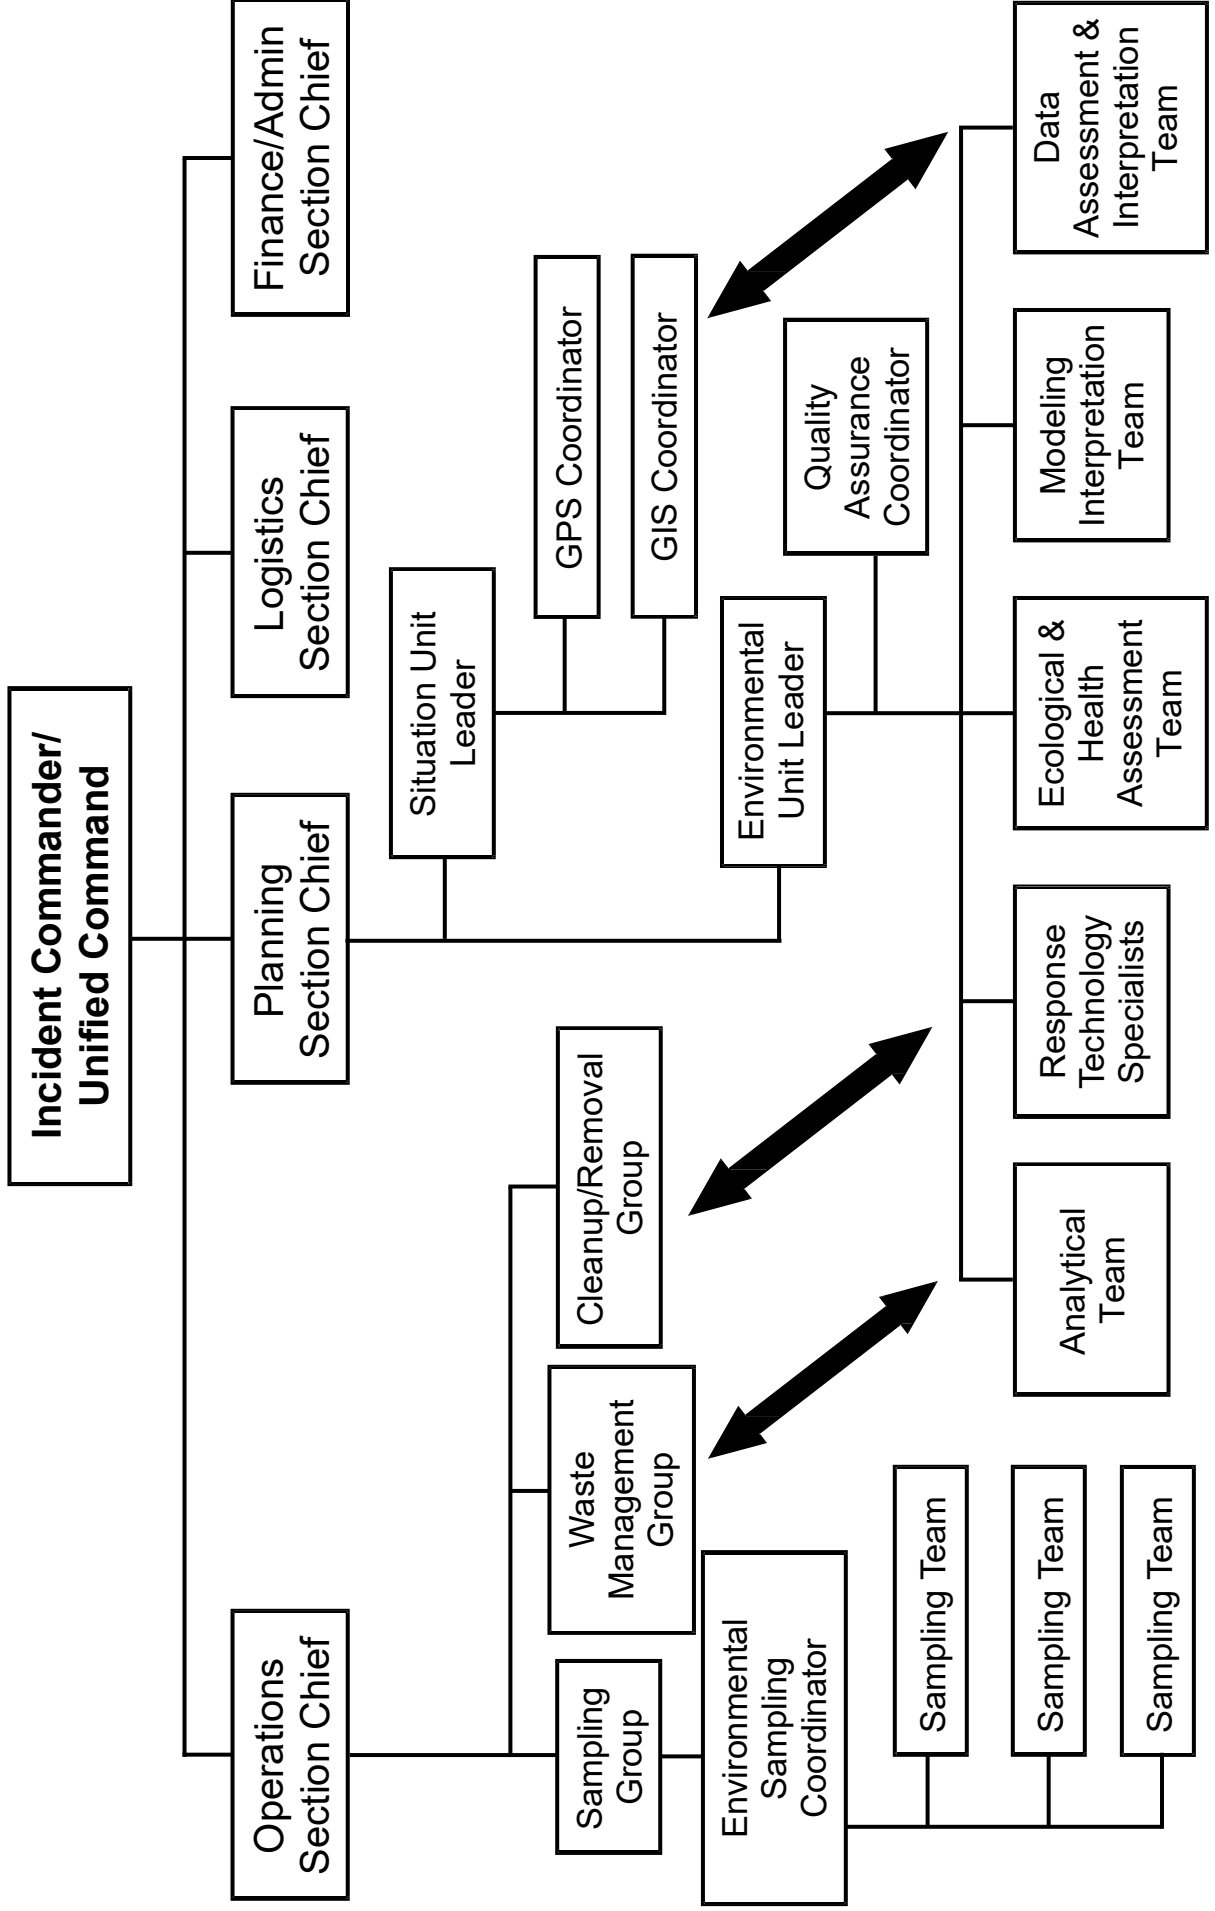 Incident Commander/
Unified Command
Operations
Section Chief
Planning
Section Chief
Logistics
Section Chief
Finance/Admin
Section Chief
Situation Unit
Leader
GPS Coordinator
GIS Coordinator
Sampling
Group
Waste
Management
Group
Cleanup/Removal
Group
Environmental
Unit Leader
Quality
Assurance
Coordinator
Environmental
Sampling
Coordinator
Sampling Team
Sampling Team
Sampling Team
Analytical
Team
Response
Technology
Specialists
Ecological &
Health
Assessment
Team
Modeling
Interpretation
Team
Data
Assessment &
Interpretation
Team